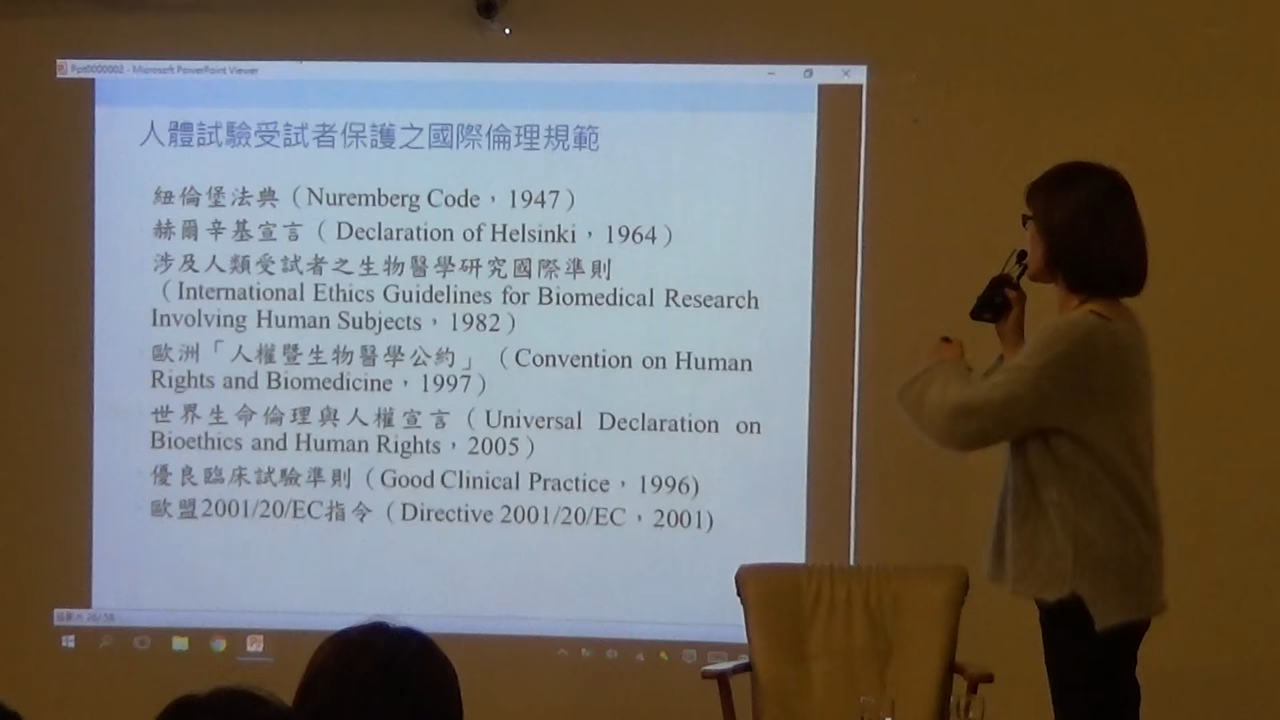 Ppt0000002 - Microsoft PowerPoint Viewer
人體試驗受試者保護之國際倫理規範
紐倫堡法典（Nuremberg Code，1947）
赫爾辛基宣言（ Declaration of Helsinki，1964）
涉及人類受試者之生物醫學研究國際準則
（International Ethics Guidelines for Biomedical Research
Involving Human Subjects，1982）
歐洲「人權暨生物醫學公約」（Convention on Human
Rights and Biomedicine，1997）
世界生命倫理與人權宣言（Universal Declaration on
Bioethics and Human Rights，2005）
優良臨床試驗準則（Good Clinical Practice，1996)
歐盟2001/20/EC指令（Directive 2001/20/EC，2001)
投影片 26/58